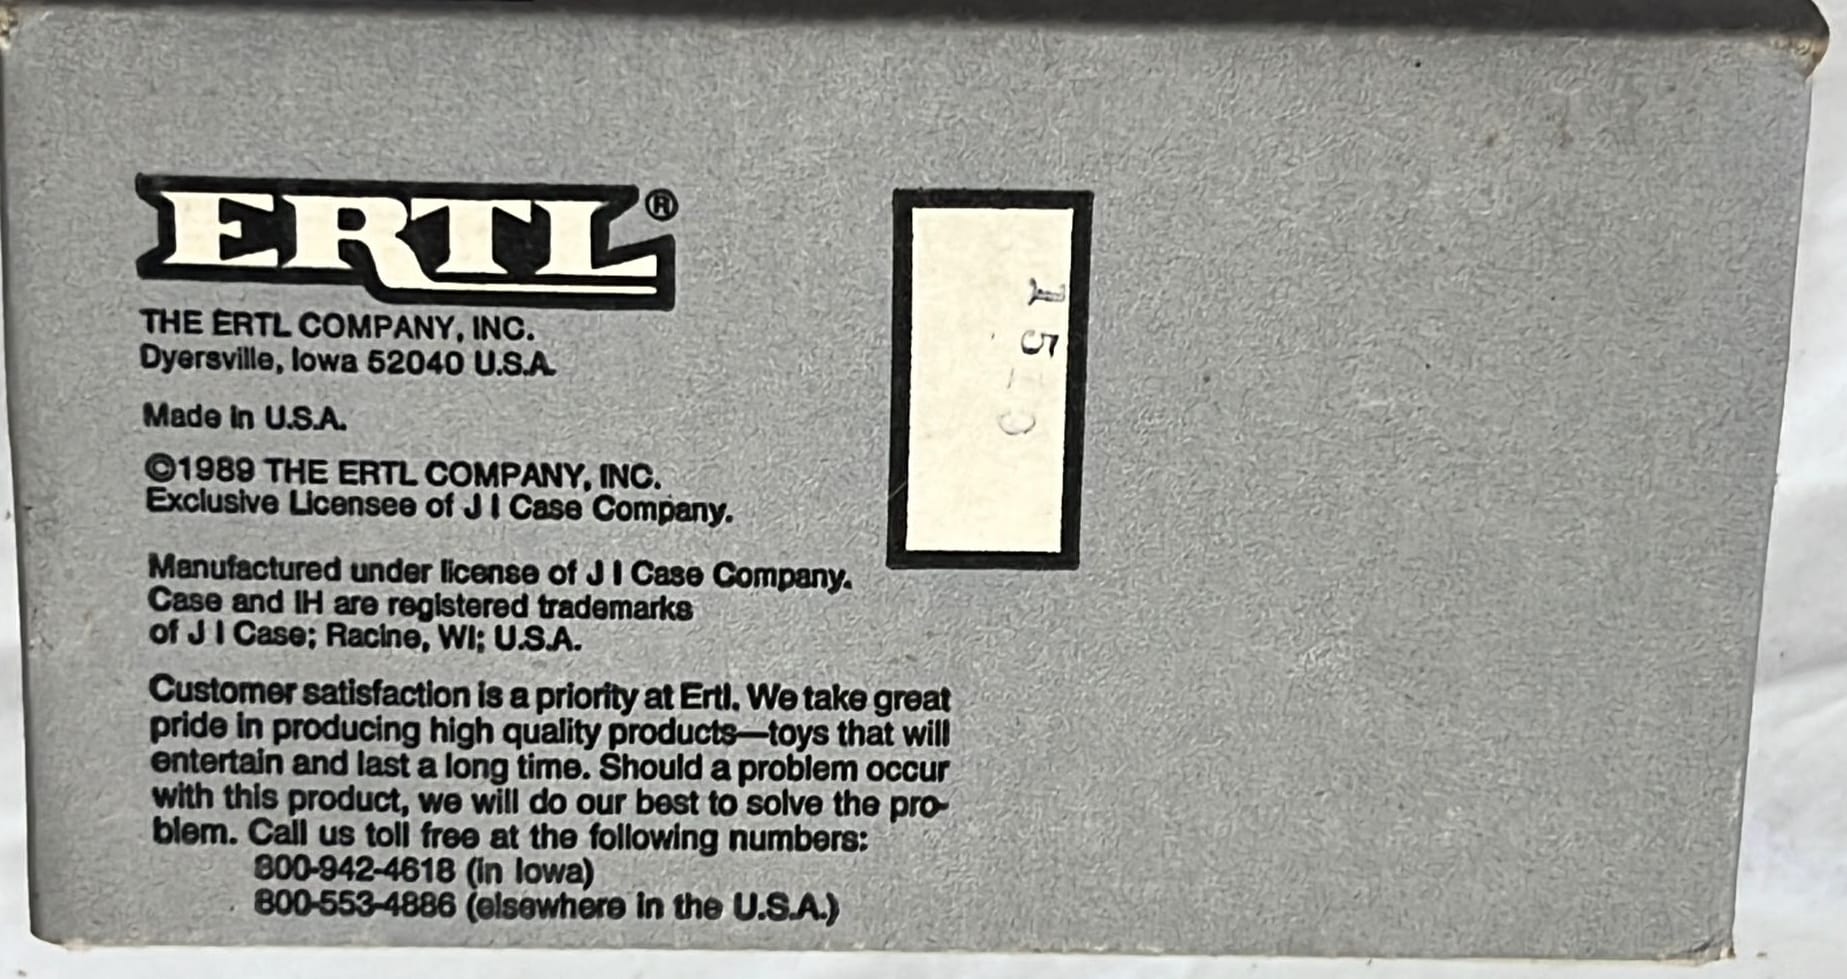 ERTL®
THE ERTL COMPANY, INC.
Dyersville, Iowa 52040 U.S.A.
Made in U.S.A.
©1989 THE ERTL COMPANY, INC.
Exclusive Licensee of J I Case Company.
Manufactured under license of J I Case Company.
Case and IH are registered trademarks
of J I Case; Racine, WI; U.S.A.
Customer satisfaction is a priority at Ertl. We take great
pride in producing high quality products—toys that will
entertain and last a long time. Should a problem occur
with this product, we will do our best to solve the pro-
blem. Call us toll free at the following numbers:
800-942-4618 (in Iowa)
800-553-4886 (elsewhere in the U.S.A.)
15